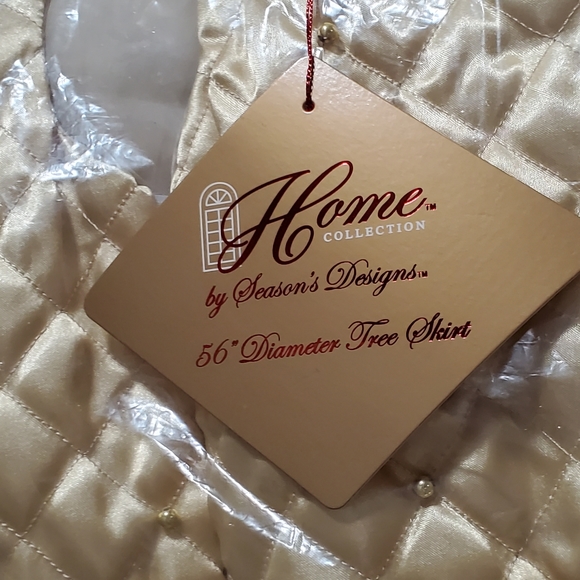 Home™
COLLECTION
by Season's Designs™
56" Diameter Tree Skirt